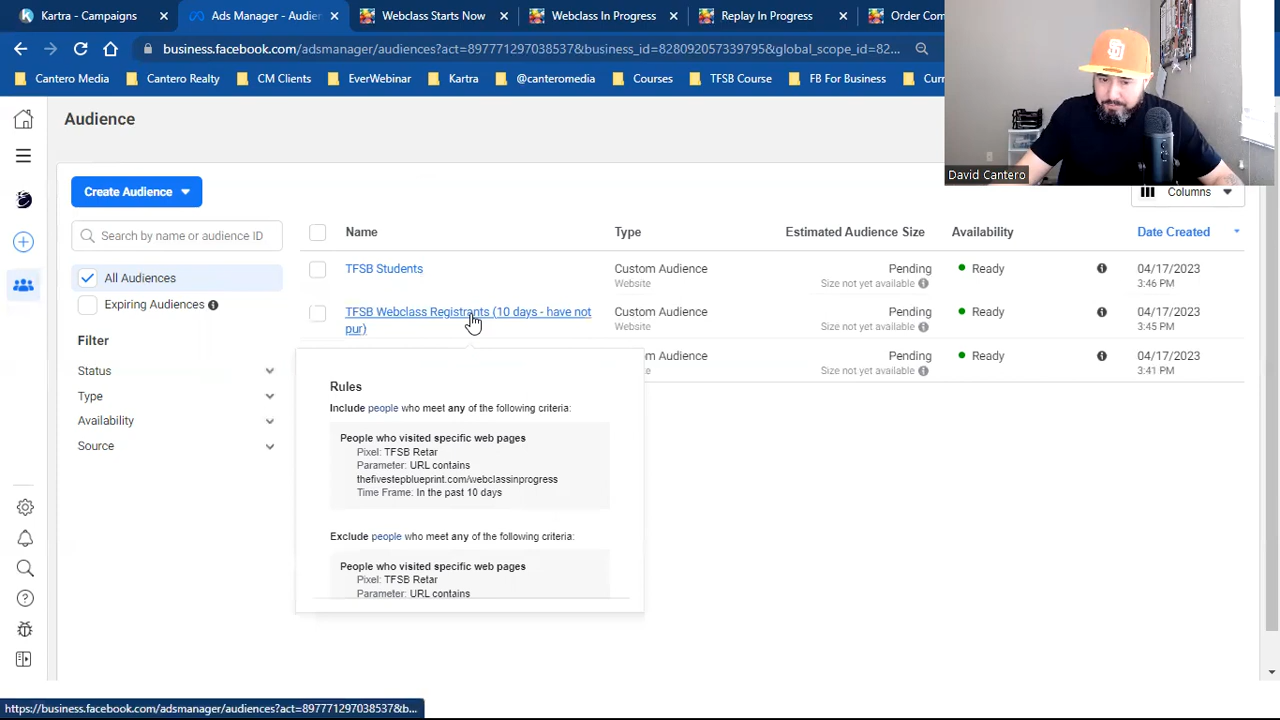 Kartra - Campaigns
Ads Manager - Audien
Webclass Starts Now
Webclass In Progress
Replay In Progress
Order Com
business.facebook.com/adsmanager/audiences?act=897771297038537&business_id=828092057339795&global_scope_id=82...
Cantero Media
Cantero Realty
CM Clients
EverWebinar
Kartra
@canteromedia
Courses
TFSB Course
FB For Business
Curr
David Cantero
Audience
Create Audience
Columns
Search by name or audience ID
Name
Type
Estimated Audience Size
Availability
Date Created
All Audiences
Expiring Audiences
TFSB Students
Custom Audience
Website
Pending
Size not yet available
Ready
04/17/2023
3:46 PM
TFSB Webclass Registrants (10 days - have not
pur)
Custom Audience
Website
Pending
Size not yet available
Ready
04/17/2023
3:45 PM
om Audience
Pending
Size not yet available
Ready
04/17/2023
3:41 PM
Filter
Status
Type
Availability
Source
Rules
Include people who meet any of the following criteria:
People who visited specific web pages
Pixel: TFSB Retar
Parameter: URL contains
thefivestepblueprint.com/webclassinprogress
Time Frame: In the past 10 days
Exclude people who meet any of the following criteria:
People who visited specific web pages
Pixel: TFSB Retar
Parameter: URL contains
https://business.facebook.com/adsmanager/audiences?act=897771297038537&b...